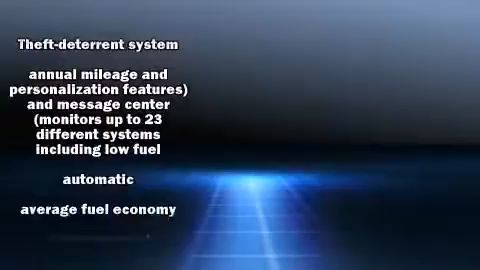 Theft-deterrent system
annual mileage and
personalization features)
and message center
(monitors up to 23
different systems
including low fuel
automatic
average fuel economy